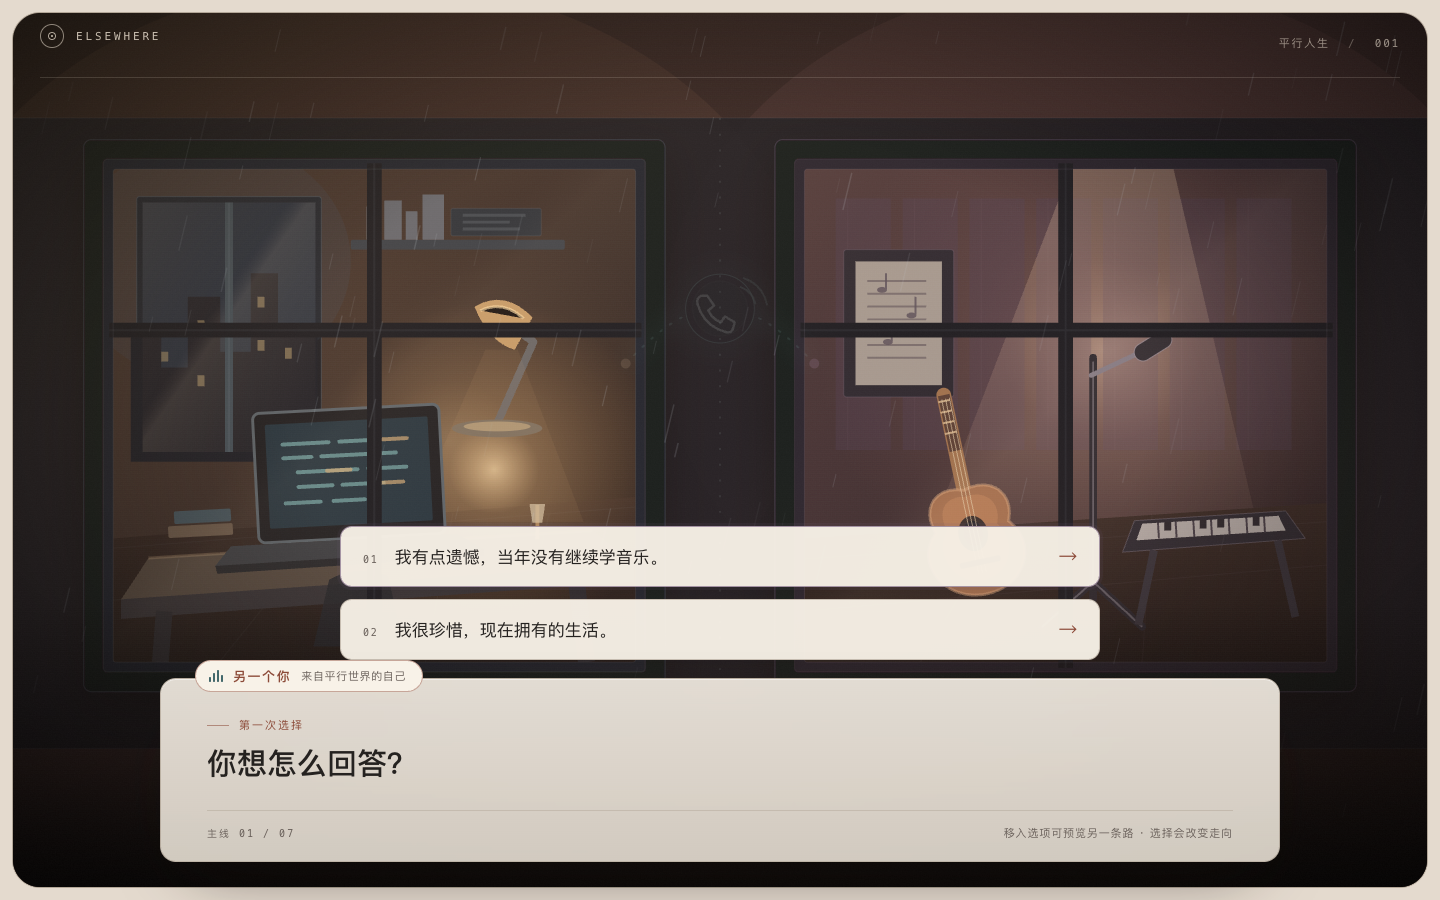 ELSEWHERE
平行人生 / 001
01 我有点遗憾，当年没有继续学音乐。 →
02 我很珍惜，现在拥有的生活。 →
另一个你 来自平行世界的自己
第一次选择
你想怎么回答?
主线 01 / 07
移入选项可预览另一条路 · 选择会改变走向